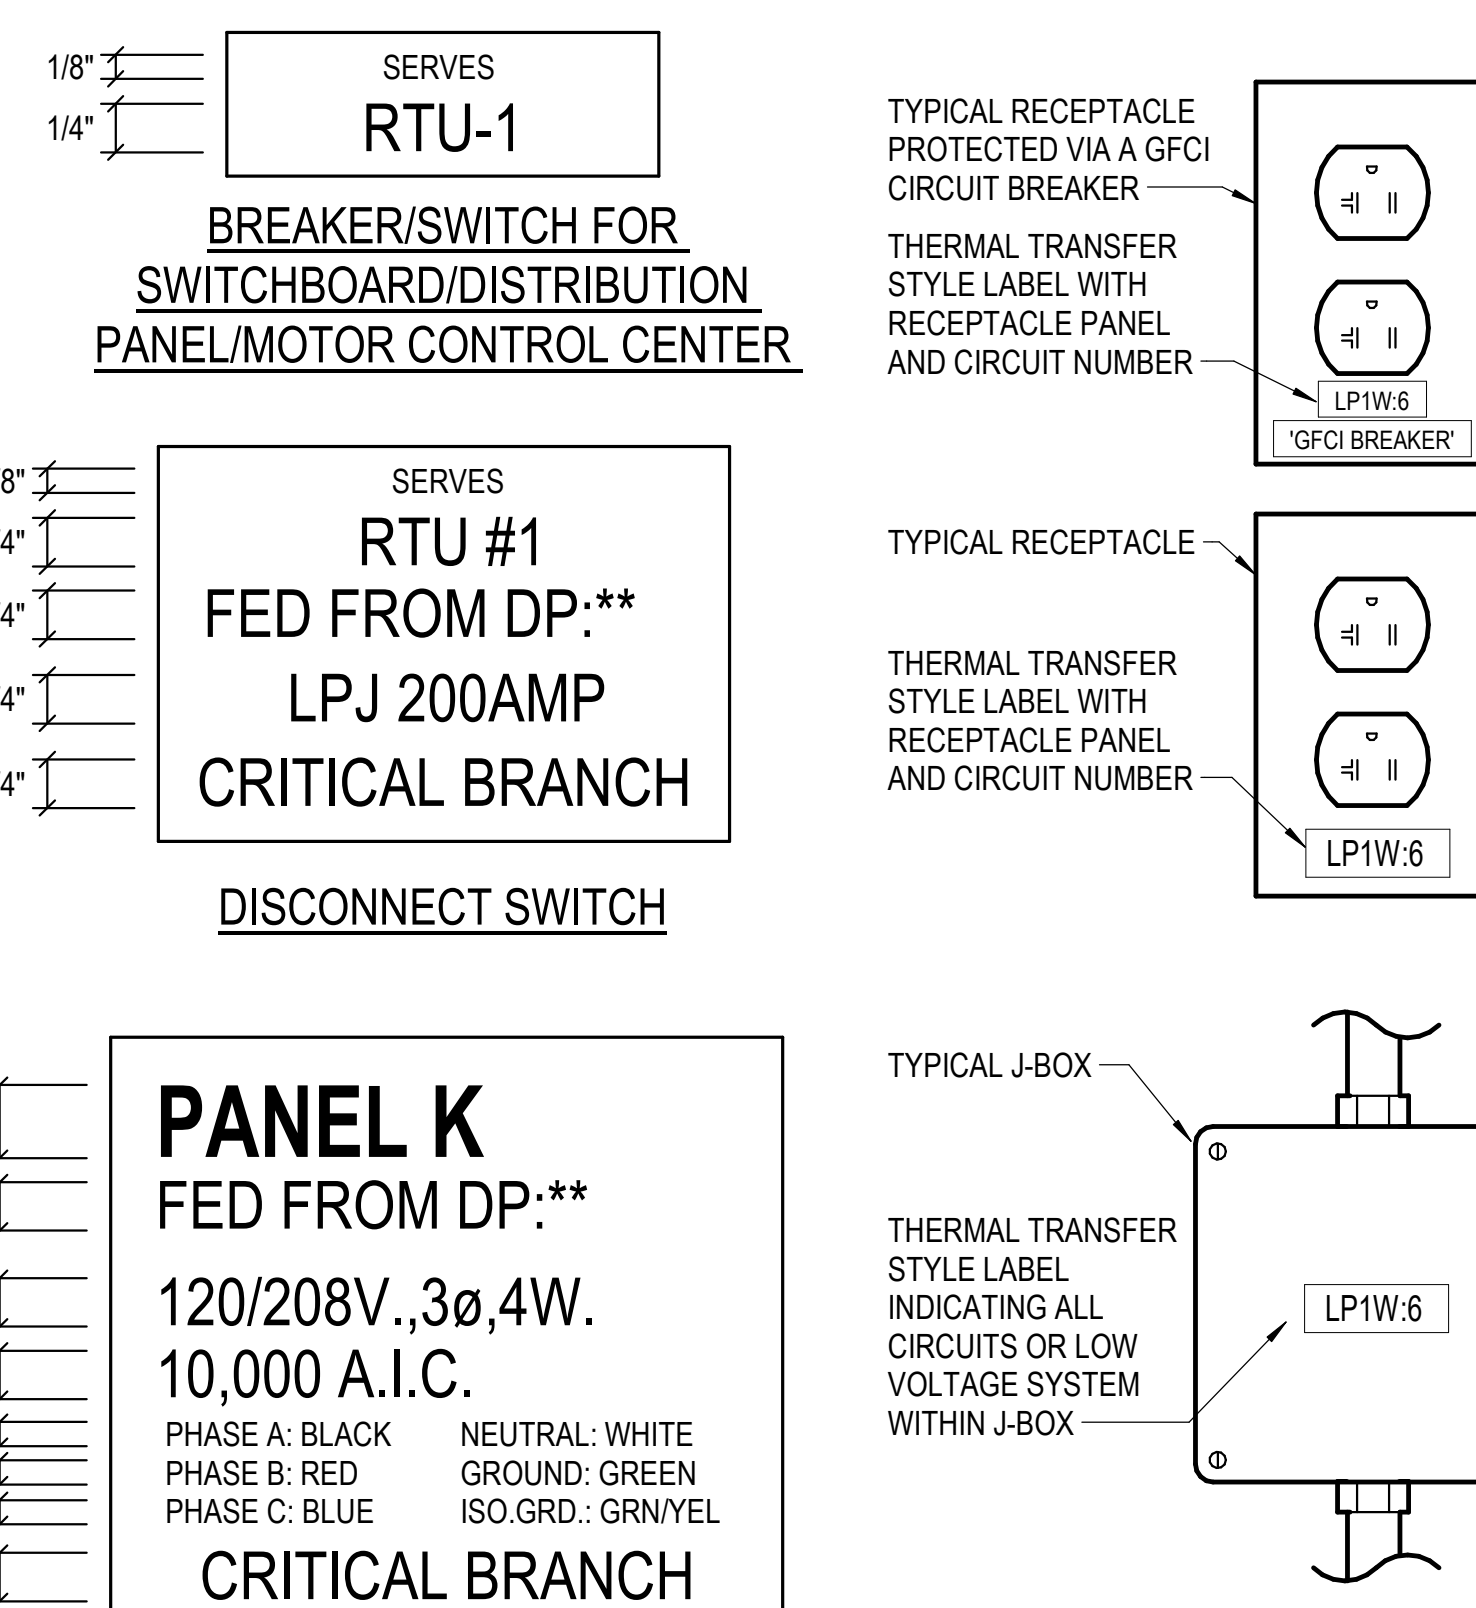 1/8"
SERVES
1/4"
RTU-1
BREAKER/SWITCH FOR
SWITCHBOARD/DISTRIBUTION
PANEL/MOTOR CONTROL CENTER
8"
SERVES
4"
RTU #1
4"
FED FROM DP:**
4"
LPJ 200AMP
4"
CRITICAL BRANCH
DISCONNECT SWITCH
PANEL K
FED FROM DP:**
120/208V.,3ø,4W.
10,000 A.I.C.
PHASE A: BLACK NEUTRAL: WHITE
PHASE B: RED GROUND: GREEN
PHASE C: BLUE ISO.GRD.: GRN/YEL
CRITICAL BRANCH
TYPICAL RECEPTACLE
PROTECTED VIA A GFCI
CIRCUIT BREAKER
THERMAL TRANSFER
STYLE LABEL WITH
RECEPTACLE PANEL
AND CIRCUIT NUMBER
LP1W:6
'GFCI BREAKER'
TYPICAL RECEPTACLE
THERMAL TRANSFER
STYLE LABEL WITH
RECEPTACLE PANEL
AND CIRCUIT NUMBER
LP1W:6
TYPICAL J-BOX
THERMAL TRANSFER
STYLE LABEL
INDICATING ALL
CIRCUITS OR LOW
VOLTAGE SYSTEM
WITHIN J-BOX
LP1W:6